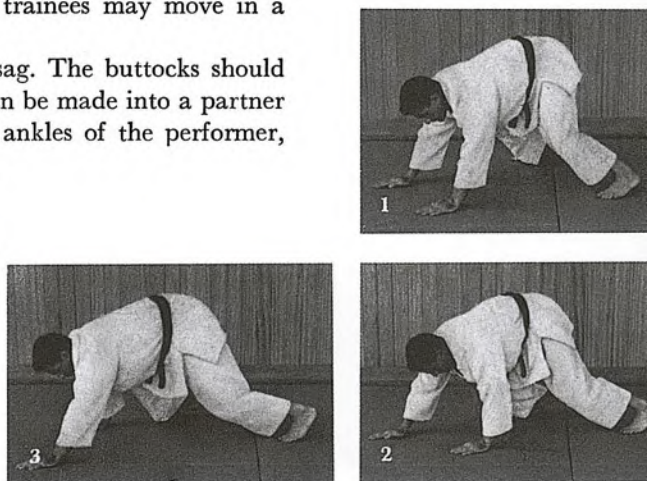 trainees may move in a
sag. The buttocks should
n be made into a partner
ankles of the performer,
1
3
2